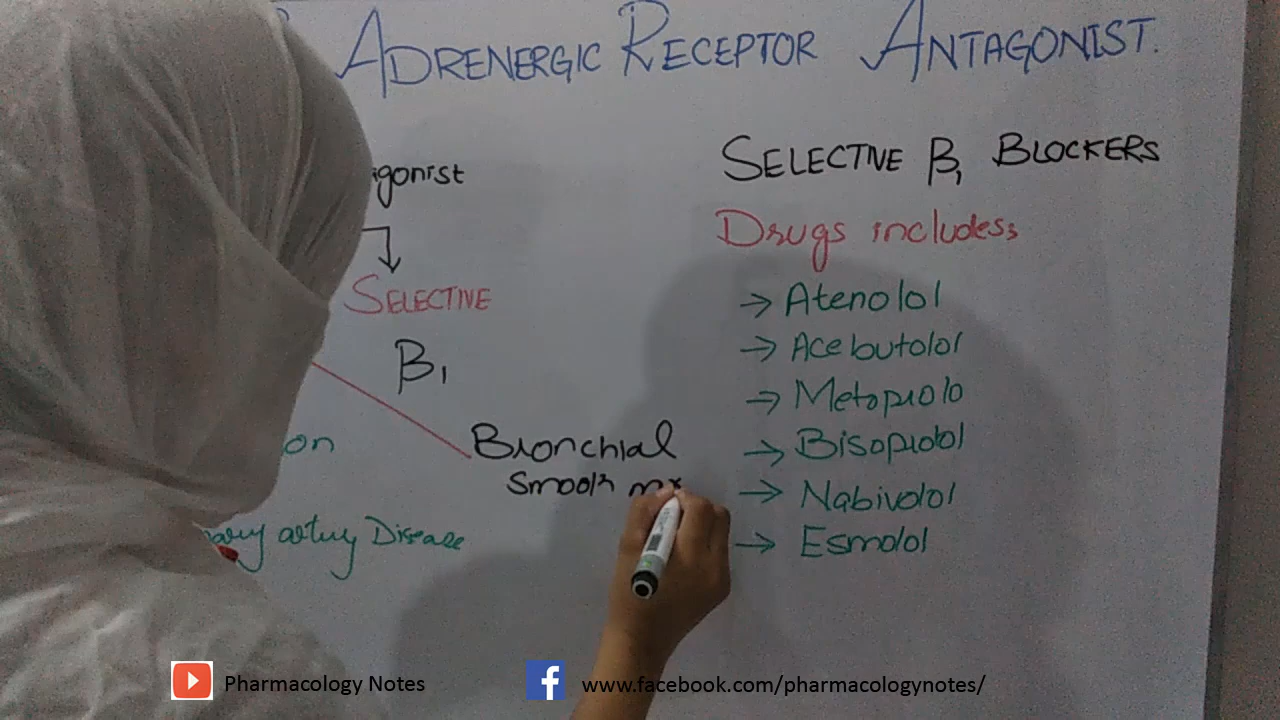 ADRENERGIC RECEPTOR ANTAGONIST.
igonist
SELECTIVE
β1
on
artery Disease
Bronchial
Smooth
SELECTIVE β1 BLOCKERS
Drugs includess
→ Atenolol
→ Acebutolol
→ Metoprolo
→ Bisoprolol
→ Nabivolol
→ Esmolol
Pharmacology Notes
www.facebook.com/pharmacologynotes/